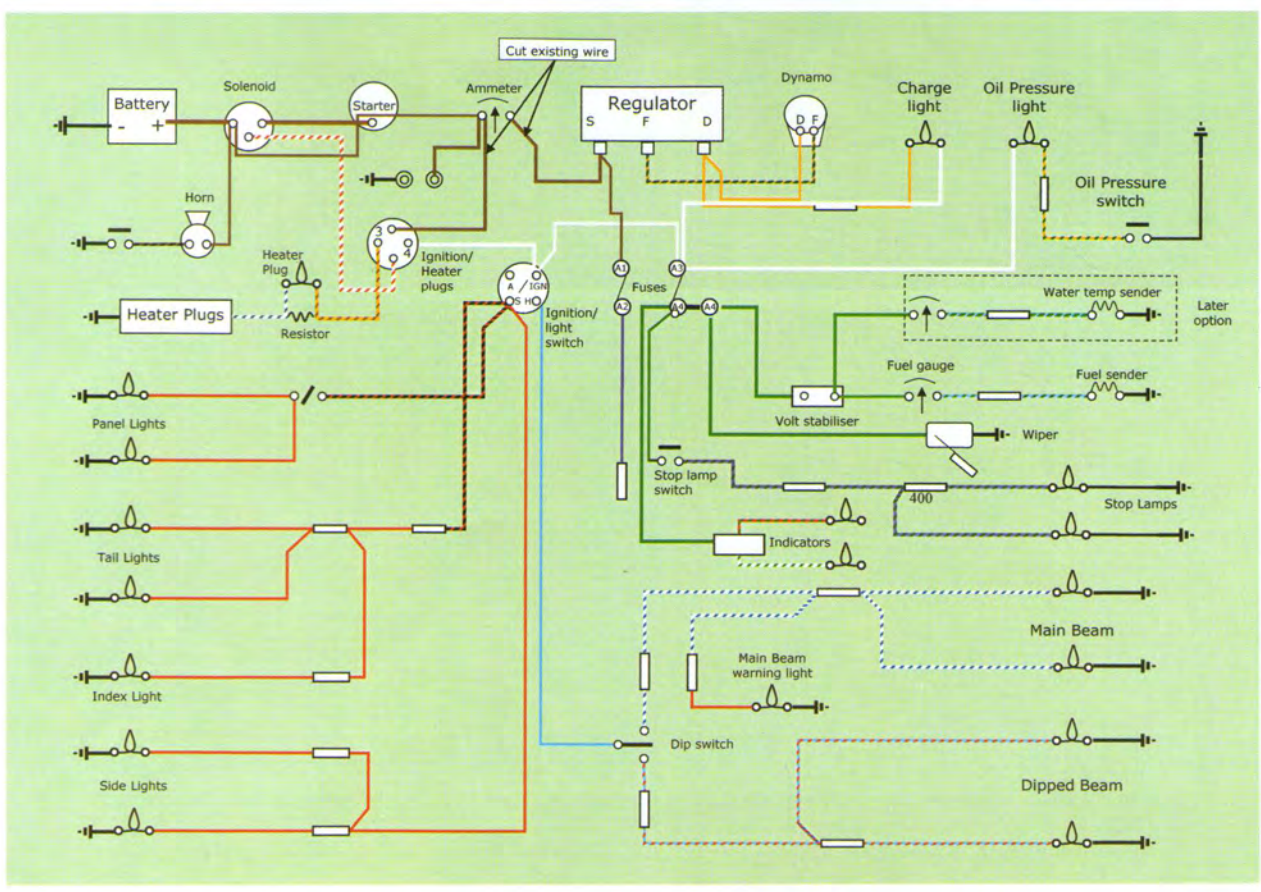 Cut existing wire
Solenoid
Ammeter
Dynamo
Charge
light
Oil Pressure
light
Battery
- +
Starter
Regulator
S F D
D F
Horn
Oil Pressure
switch
3
4
Ignition/
Heater
plugs
Heater
Plug
A1
A3
A IGN
S H
Fuses
A2
A4
A4
Water temp sender
Later
option
Heater Plugs
Resistor
Ignition/
light
switch
Fuel gauge
Fuel sender
Panel Lights
Volt stabiliser
Wiper
Stop lamp
switch
400
Stop Lamps
Tail Lights
Indicators
Main Beam
Main Beam
warning light
Index Light
Dip switch
Side Lights
Dipped Beam